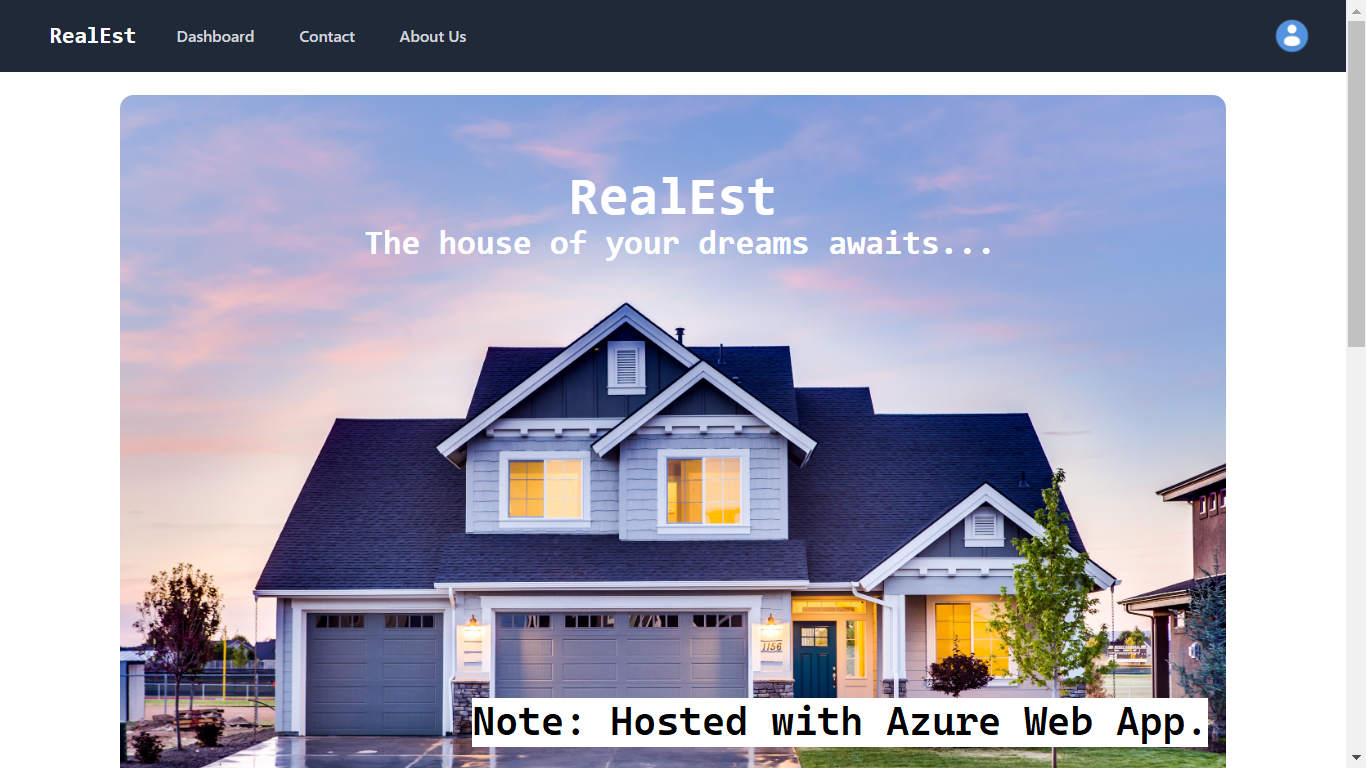 RealEst
Dashboard
Contact
About Us
RealEst
The house of your dreams awaits...
1156
Note: Hosted with Azure Web App.